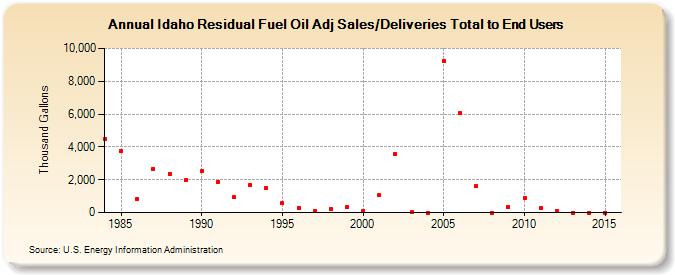 Annual Idaho Residual Fuel Oil Adj Sales/Deliveries Total to End Users
Thousand Gallons
10,000
8,000
6,000
4,000
2,000
0
1985 1990 1995 2000 2005 2010 2015
Source: U.S. Energy Information Administration